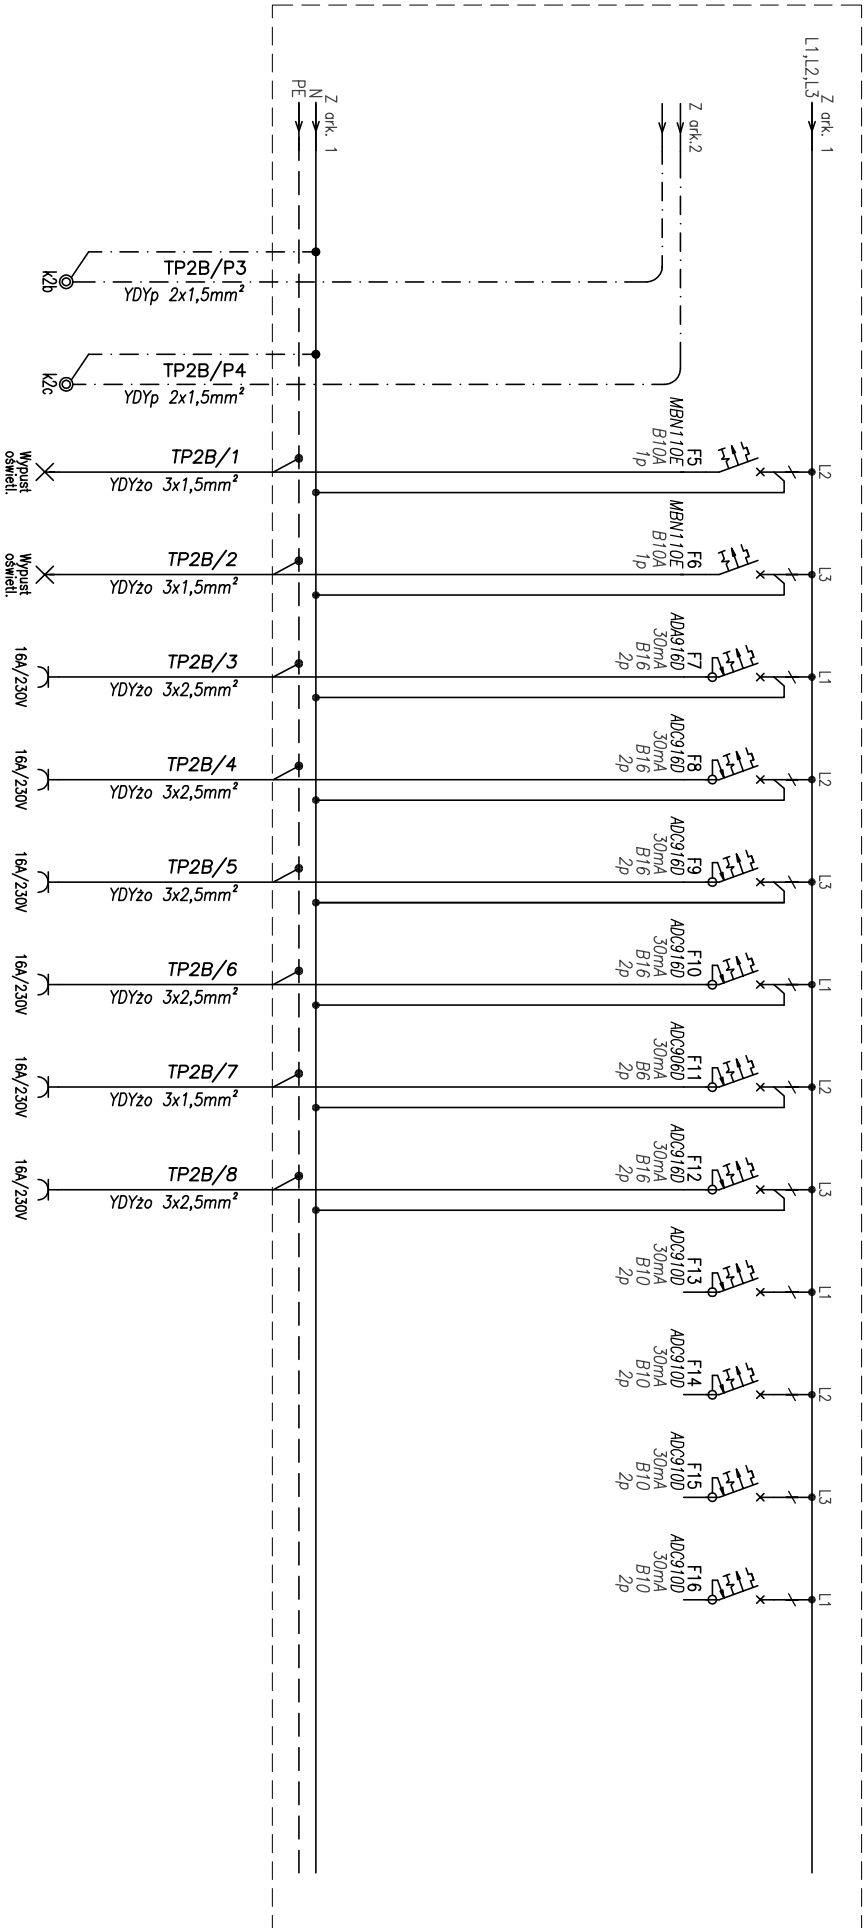 L1,L2,L3
Z ark. 1
Z ark.2
Z ark. 1
N
PE
TP2B/P3
YDYp 2x1,5mm²
k2b
TP2B/P4
YDYp 2x1,5mm²
k2c
L2
F5
MBN110E
B10A
1p
TP2B/1
YDYżo 3x1,5mm²
Wypust
oświetl.
L3
F6
MBN110E
B10A
1p
TP2B/2
YDYżo 3x1,5mm²
Wypust
oświetl.
L1
F7
ADA916D
30mA
B16
2p
TP2B/3
YDYżo 3x2,5mm²
16A/230V
L2
F8
ADC916D
30mA
B16
2p
TP2B/4
YDYżo 3x2,5mm²
16A/230V
L3
F9
ADC916D
30mA
B16
2p
TP2B/5
YDYżo 3x2,5mm²
16A/230V
L1
F10
ADC916D
30mA
B16
2p
TP2B/6
YDYżo 3x2,5mm²
16A/230V
L2
F11
ADC906D
30mA
B6
2p
TP2B/7
YDYżo 3x1,5mm²
16A/230V
L3
F12
ADC916D
30mA
B16
2p
TP2B/8
YDYżo 3x2,5mm²
16A/230V
L1
F13
ADC910D
30mA
B10
2p
L2
F14
ADC910D
30mA
B10
2p
L3
F15
ADC910D
30mA
B10
2p
L1
F16
ADC910D
30mA
B10
2p